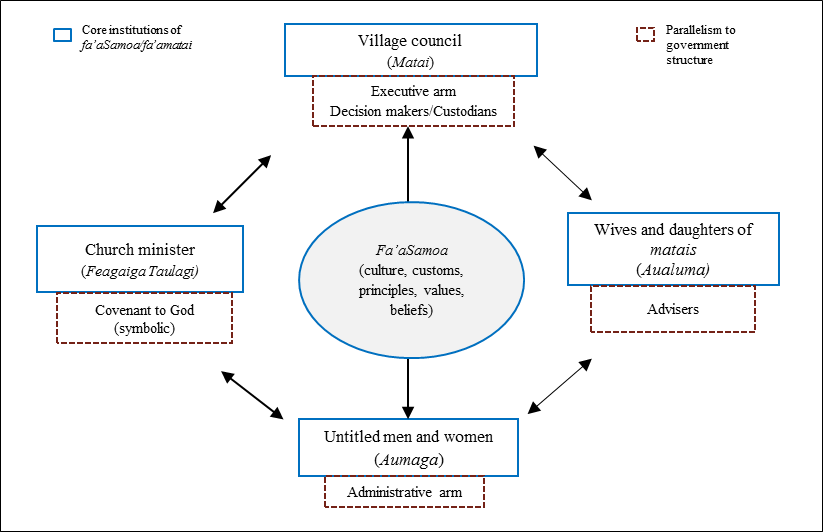 Core institutions of
fa’aSamoa/fa’amatai
Village council
(Matai)
Executive arm
Decision makers/Custodians
Parallelism to
government
structure
Church minister
(Feagaiga Taulagi)
Covenant to God
(symbolic)
Fa’aSamoa
(culture, customs,
principles, values,
beliefs)
Wives and daughters of
matais
(Aualuma)
Advisers
Untitled men and women
(Aumaga)
Administrative arm